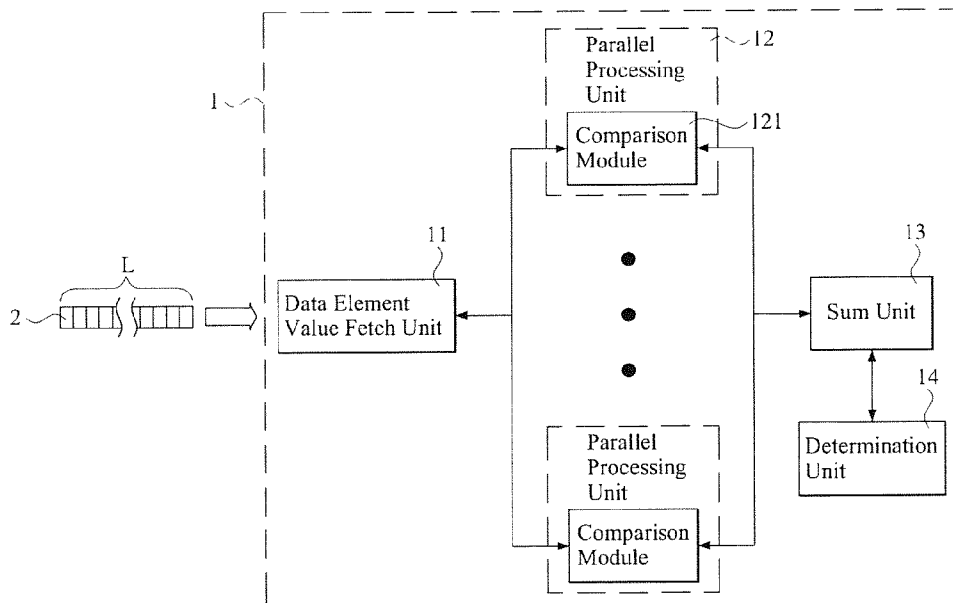 12
Parallel
Processing
Unit
1
121
Comparison
Module
11
13
L
Data Element
Value Fetch Unit
2
Sum Unit
14
Parallel
Processing
Unit
Determination
Unit
Comparison
Module